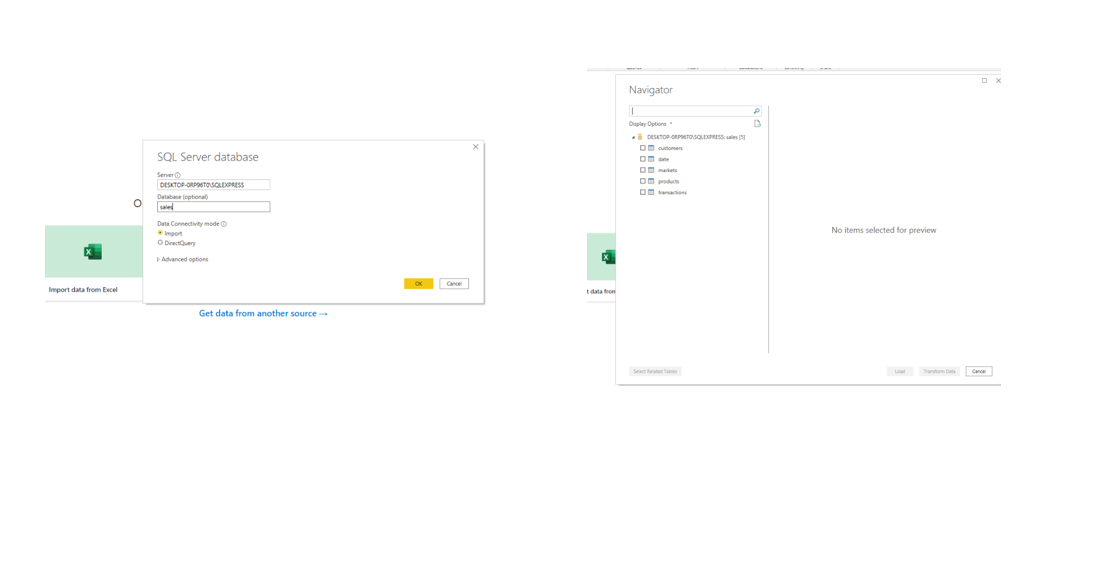 SQL Server database
Server
DESKTOP-0RP96T0\SQLEXPRESS
Database (optional)
sales
Data Connectivity mode
Import
DirectQuery
Advanced options
OK
Cancel
Import data from Excel
Get data from another source →
Navigator
Display Options
DESKTOP-0RP96T0\SQLEXPRESS: sales [5]
customers
date
markets
products
transactions
No items selected for preview
t data from
Select Related Tables
Load
Transform Data
Cancel